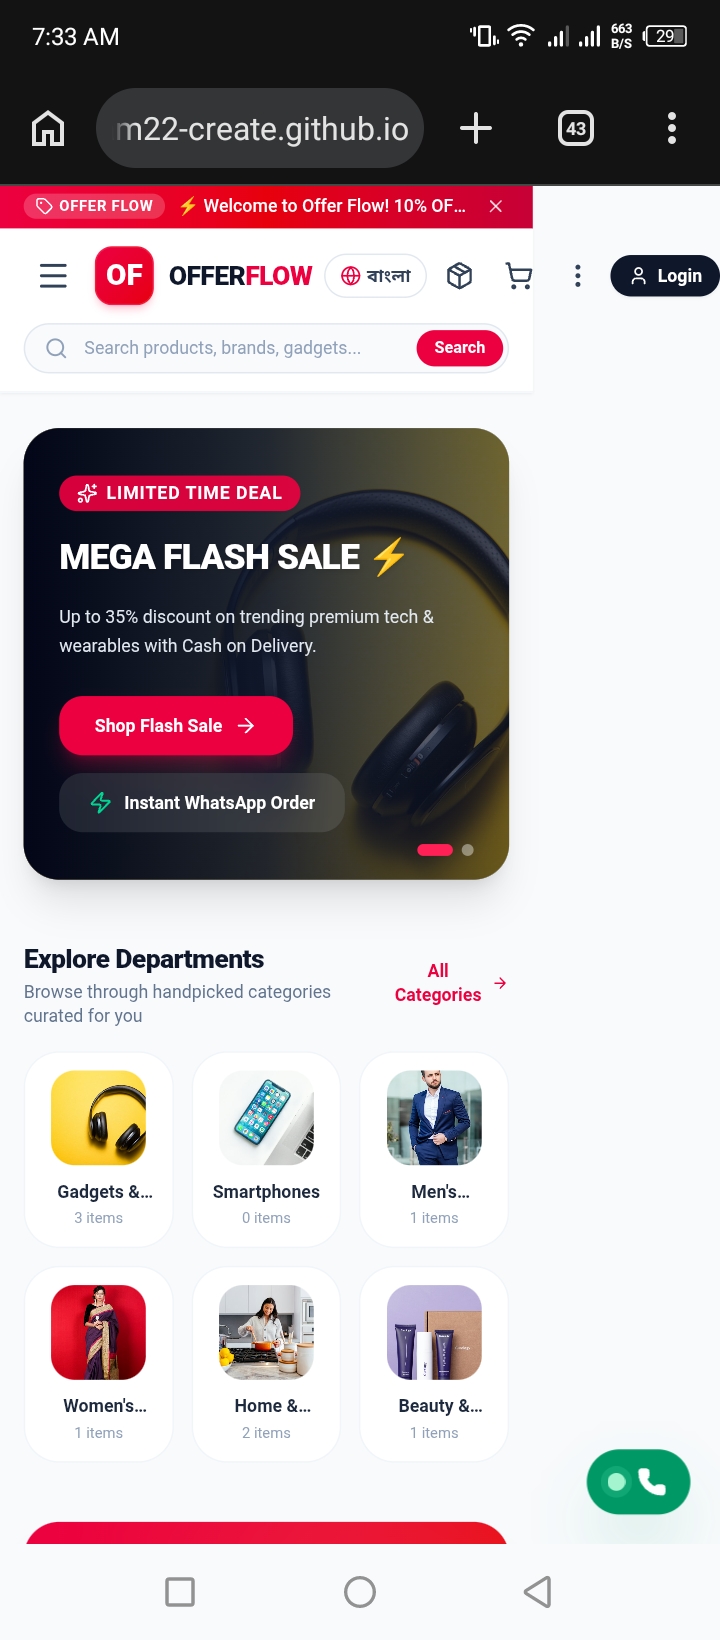 7:33 AM
663
B/S
29
m22-create.github.io
43
OFFER FLOW
⚡ Welcome to Offer Flow! 10% OF...
OF
OFFERFLOW
বাংলা
Login
Search products, brands, gadgets...
Search
LIMITED TIME DEAL
MEGA FLASH SALE ⚡
Up to 35% discount on trending premium tech &
wearables with Cash on Delivery.
Shop Flash Sale
Instant WhatsApp Order
Explore Departments
Browse through handpicked categories
curated for you
All
Categories
Gadgets &...
3 items
Smartphones
0 items
Men's...
1 items
Women's...
1 items
Home &...
2 items
Beauty &...
1 items